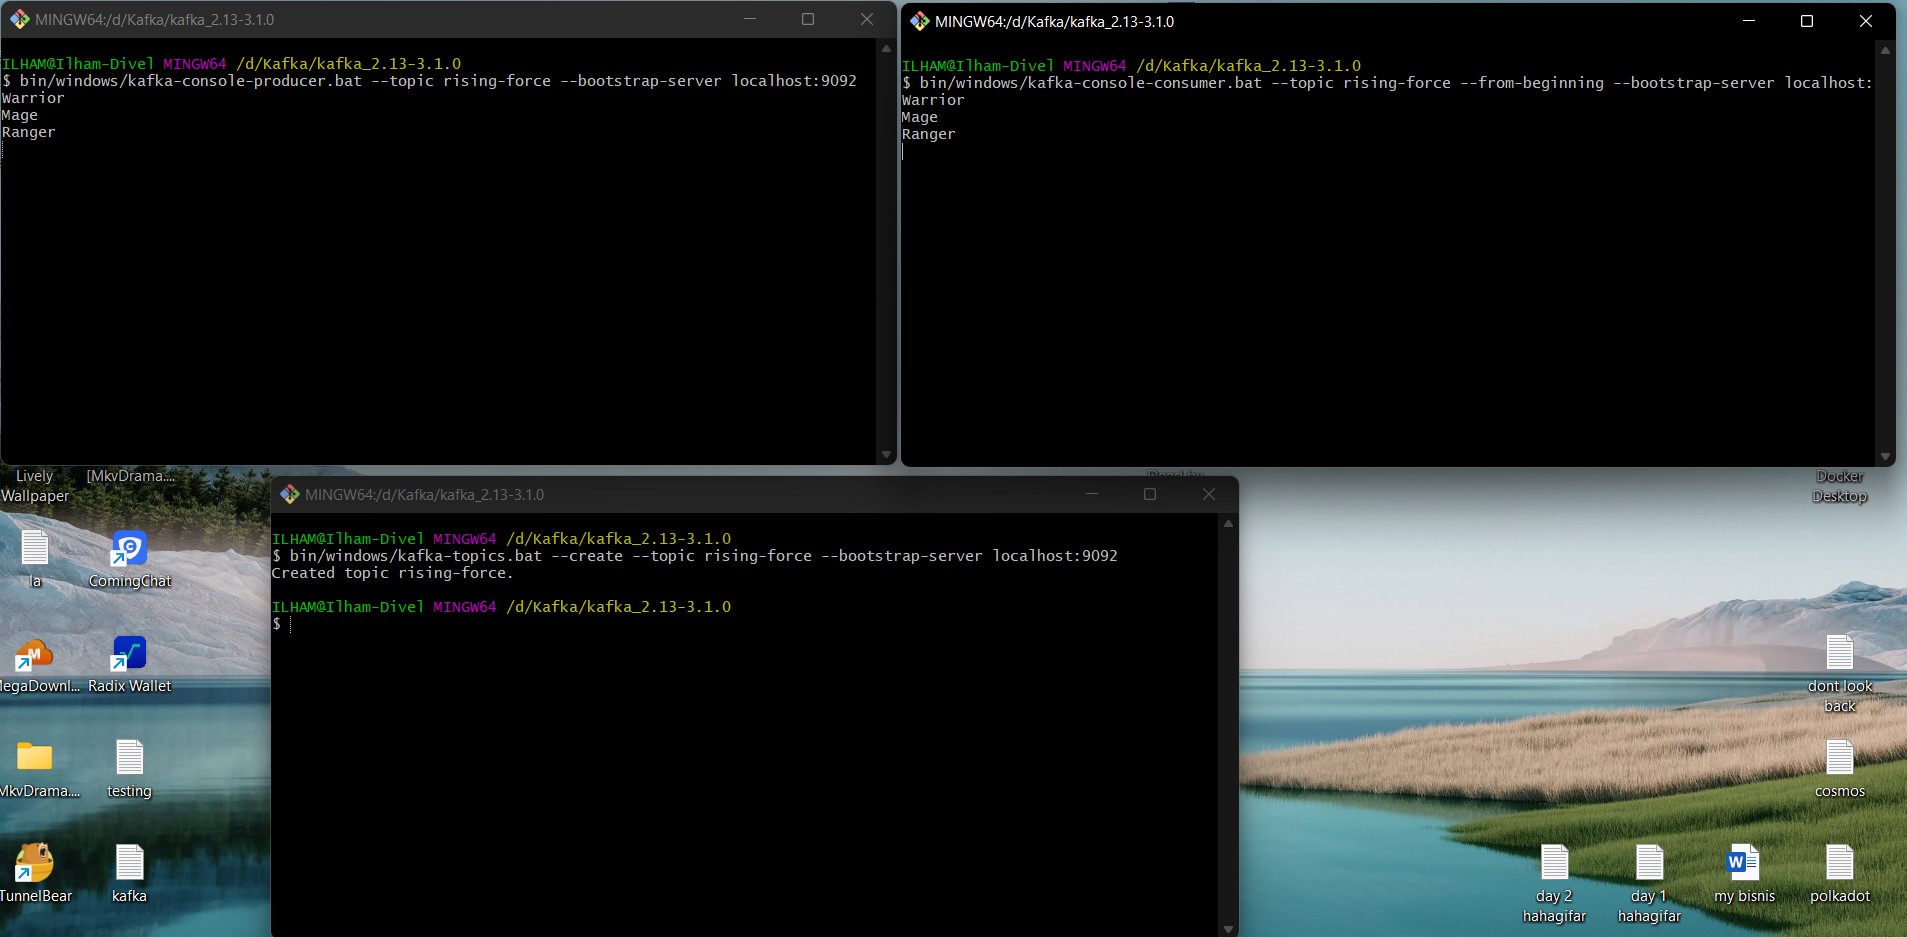 MINGW64:/d/Kafka/kafka_2.13-3.1.0
ILHAM@Ilham-Divel MINGW64 /d/Kafka/kafka_2.13-3.1.0
$ bin/windows/kafka-console-producer.bat --topic rising-force --bootstrap-server localhost:9092
Warrior
Mage
Ranger
MINGW64:/d/Kafka/kafka_2.13-3.1.0
ILHAM@Ilham-Divel MINGW64 /d/Kafka/kafka_2.13-3.1.0
$ bin/windows/kafka-console-consumer.bat --topic rising-force --from-beginning --bootstrap-server localhost:
Warrior
Mage
Ranger
MINGW64:/d/Kafka/kafka_2.13-3.1.0
ILHAM@Ilham-Divel MINGW64 /d/Kafka/kafka_2.13-3.1.0
$ bin/windows/kafka-topics.bat --create --topic rising-force --bootstrap-server localhost:9092
Created topic rising-force.
ILHAM@Ilham-Divel MINGW64 /d/Kafka/kafka_2.13-3.1.0
$
Lively
Wallpaper
[MkvDrama....
la
ComingChat
MegaDownl...
Radix Wallet
MkvDrama....
testing
TunnelBear
kafka
Docker
Desktop
dont look
back
cosmos
day 2
hahagifar
day 1
hahagifar
my bisnis
polkadot